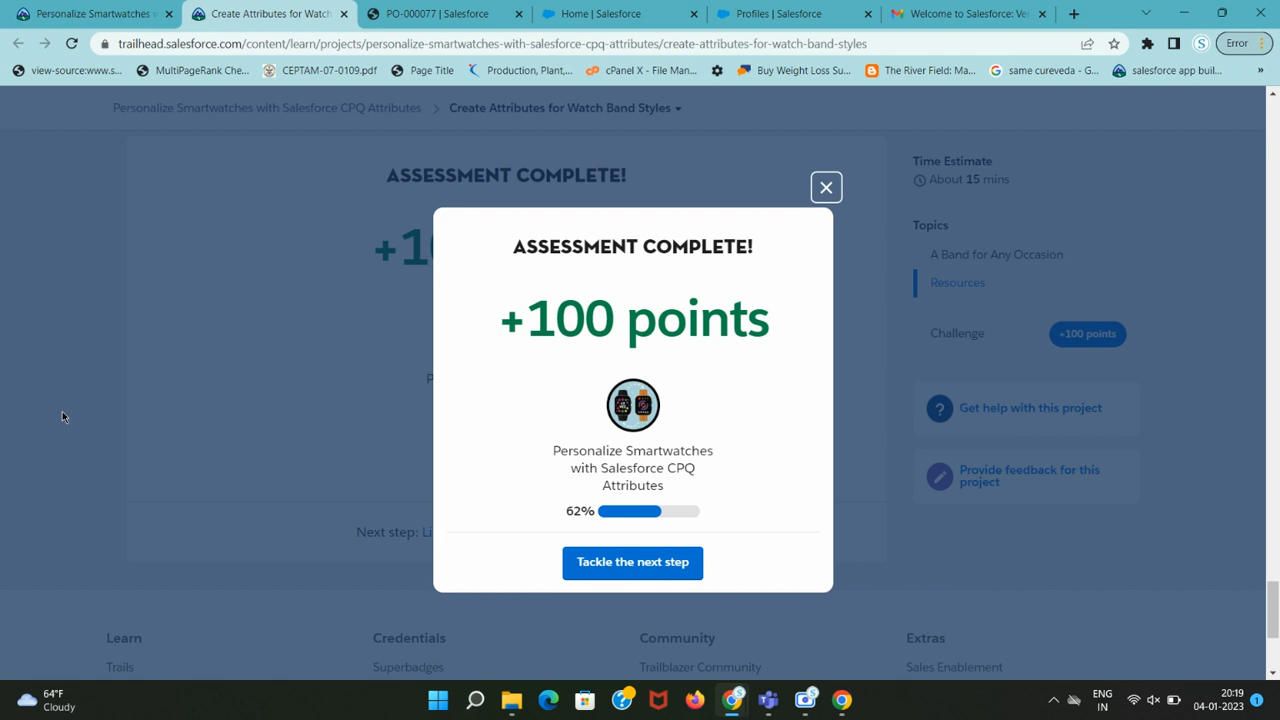 Personalize Smartwatches w
Create Attributes for Watch
PO-000077 | Salesforce
Home | Salesforce
Profiles | Salesforce
Welcome to Salesforce: Ver
trailhead.salesforce.com/content/learn/projects/personalize-smartwatches-with-salesforce-cpq-attributes/create-attributes-for-watch-band-styles
Error
view-source:www.s...
MultiPageRank Che...
CEPTAM-07-0109.pdf
Page Title
Production, Plant,...
cPanel X - File Man...
Buy Weight Loss Su...
The River Field: Ma...
same cureveda - G...
salesforce app buil...
Personalize Smartwatches with Salesforce CPQ Attributes
Create Attributes for Watch Band Styles
ASSESSMENT COMPLETE!
+10
P
Next step: Li
ASSESSMENT COMPLETE!
+100 points
Personalize Smartwatches
with Salesforce CPQ
Attributes
62%
Tackle the next step
Time Estimate
About 15 mins
Topics
A Band for Any Occasion
Resources
Challenge
+100 points
Get help with this project
Provide feedback for this
project
Learn
Credentials
Community
Extras
Trails
Superbadges
Trailblazer Community
Sales Enablement
64°F
Cloudy
ENG
IN
20:19
04-01-2023
1